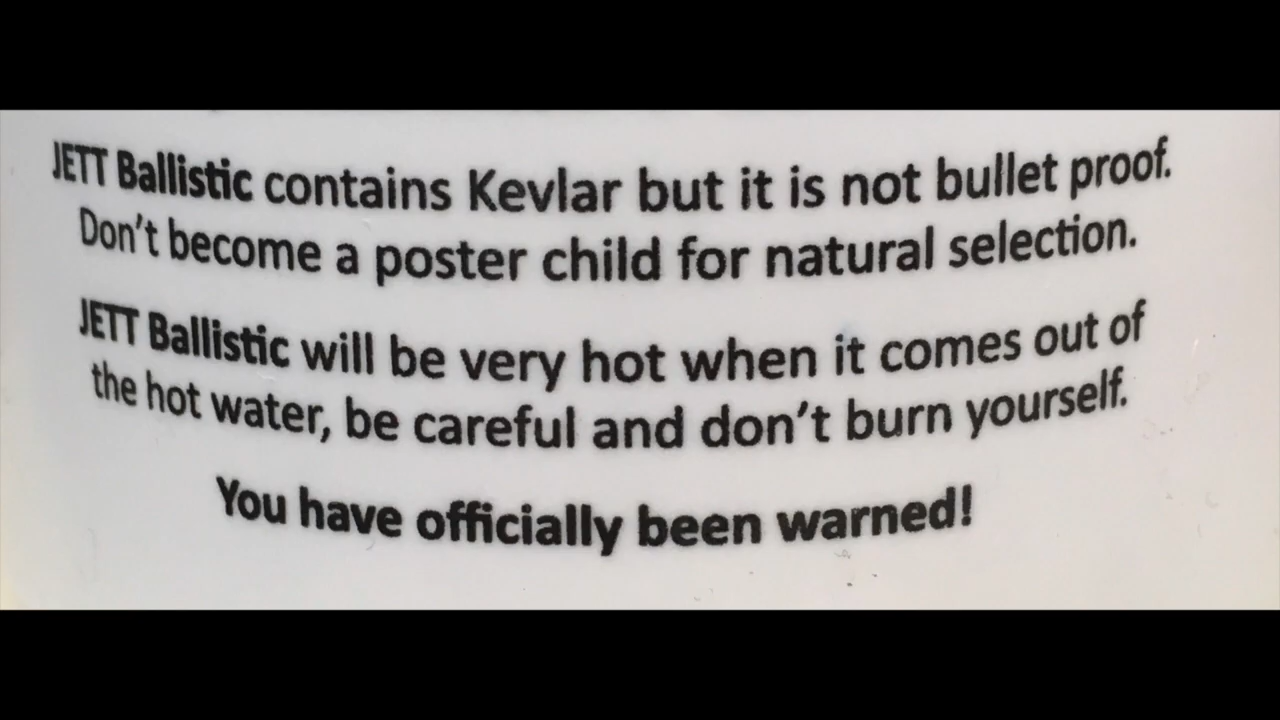 JETT Ballistic contains Kevlar but it is not bullet proof.
Don't become a poster child for natural selection.
JETT Ballistic will be very hot when it comes out of
the hot water, be careful and don't burn yourself.
You have officially been warned!